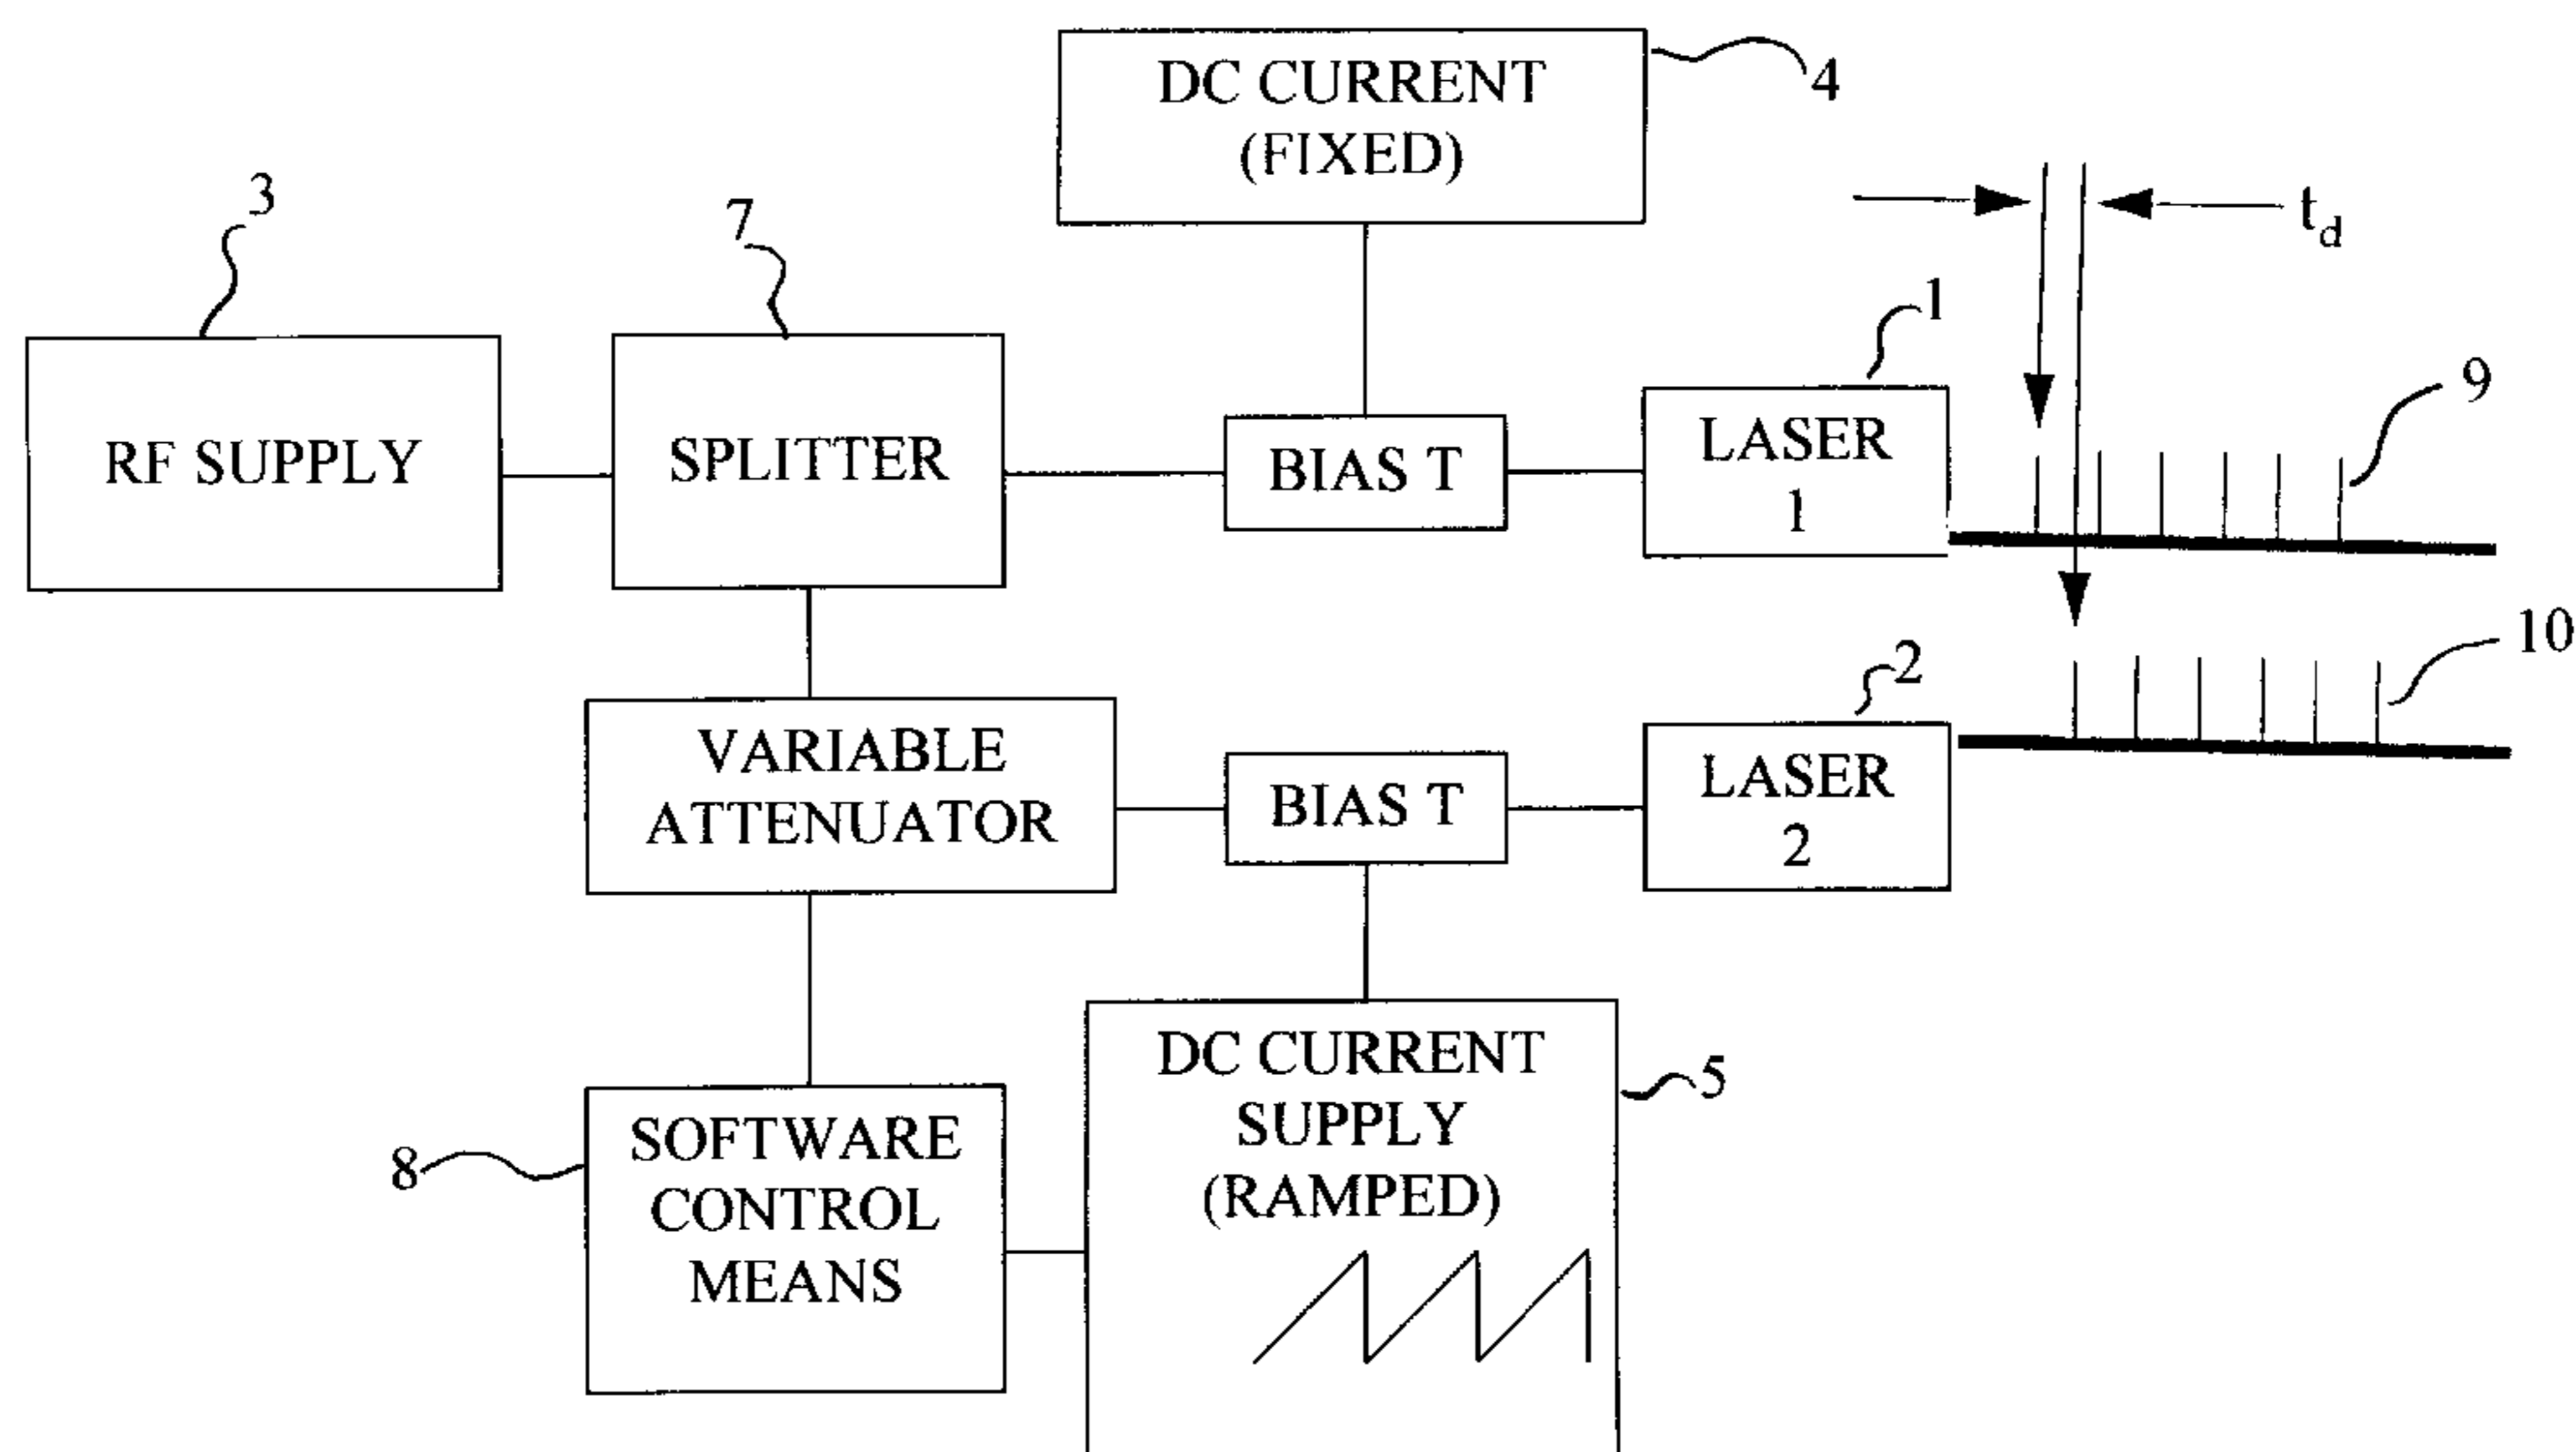 DC CURRENT
(FIXED)
4
3
7
t_d
1
RF SUPPLY
SPLITTER
BIAS T
LASER
1
9
VARIABLE
ATTENUATOR
BIAS T
2
LASER
2
10
8
SOFTWARE
CONTROL
MEANS
DC CURRENT
SUPPLY
(RAMPED)
5